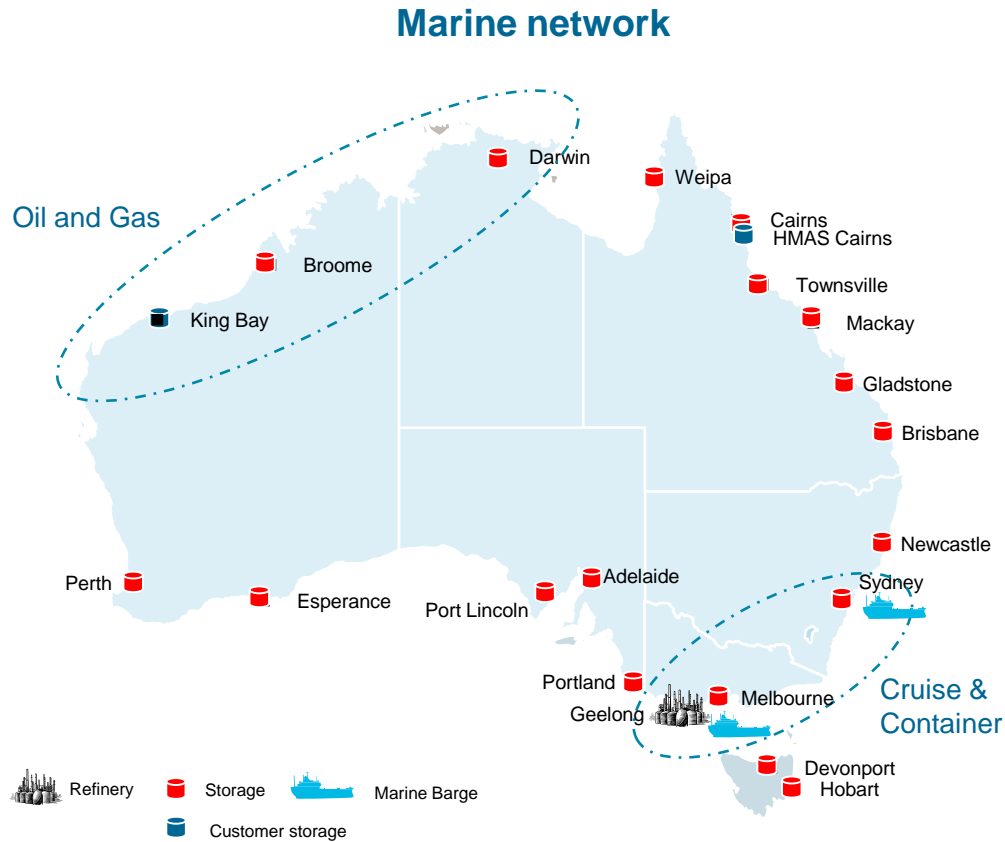 Marine network
Darwin
Weipa
Oil and Gas
Cairns
HMAS Cairns
Broome
Townsville
King Bay
Mackay
Gladstone
Brisbane
Newcastle
Perth
Adelaide
Sydney
Esperance
Port Lincoln
Portland
Melbourne
Cruise &
Container
Geelong
Devonport
Hobart
Refinery
Storage
Marine Barge
Customer storage